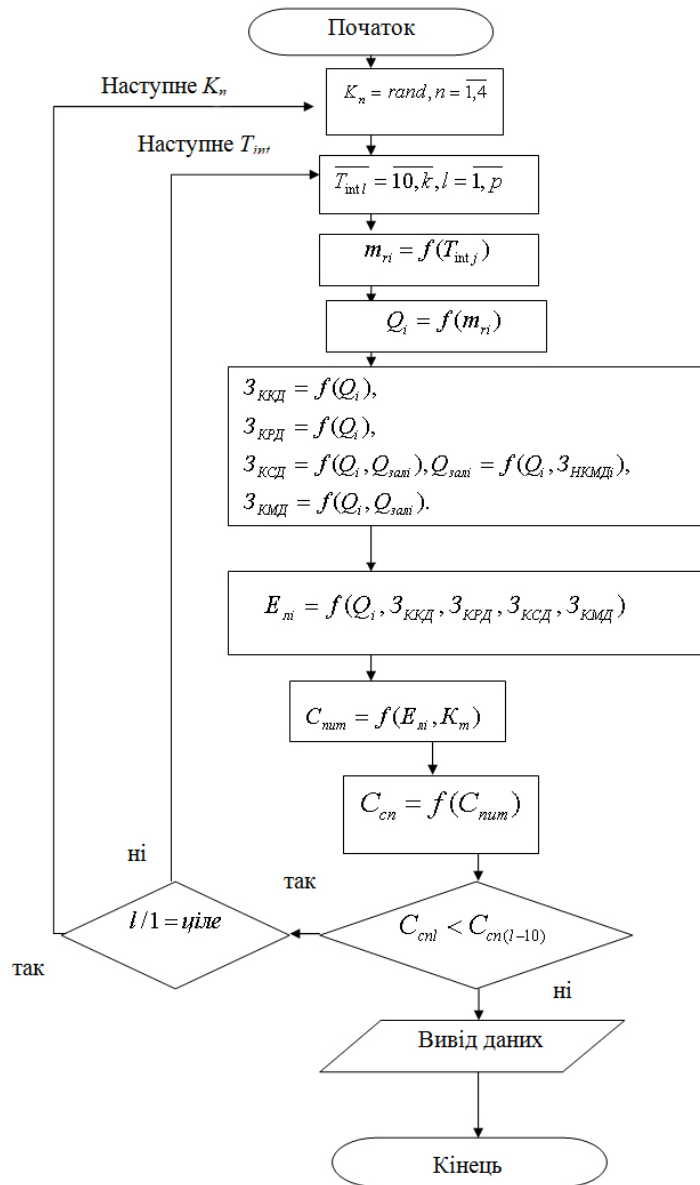 Початок
Наступне Kₙ
Kₙ = rand, n = 1,4
Наступне T_int
T_int l = 10, k, l = 1, p
m_ri = f(T_int j)
Q_i = f(m_ri)
З_ККД = f(Q_i),
З_КРД = f(Q_i),
З_КСД = f(Q_i, Q_залі), Q_залі = f(Q_i, З_НКМДі),
З_КМД = f(Q_i, Q_залі).
E_лі = f(Q_i, З_ККД, З_КРД, З_КСД, З_КМД)
C_пит = f(E_лі, K_m)
C_сп = f(C_пит)
ні
так
l / 1 = ціле
C_спl < C_сп(l−10)
так
ні
Вивід даних
Кінець